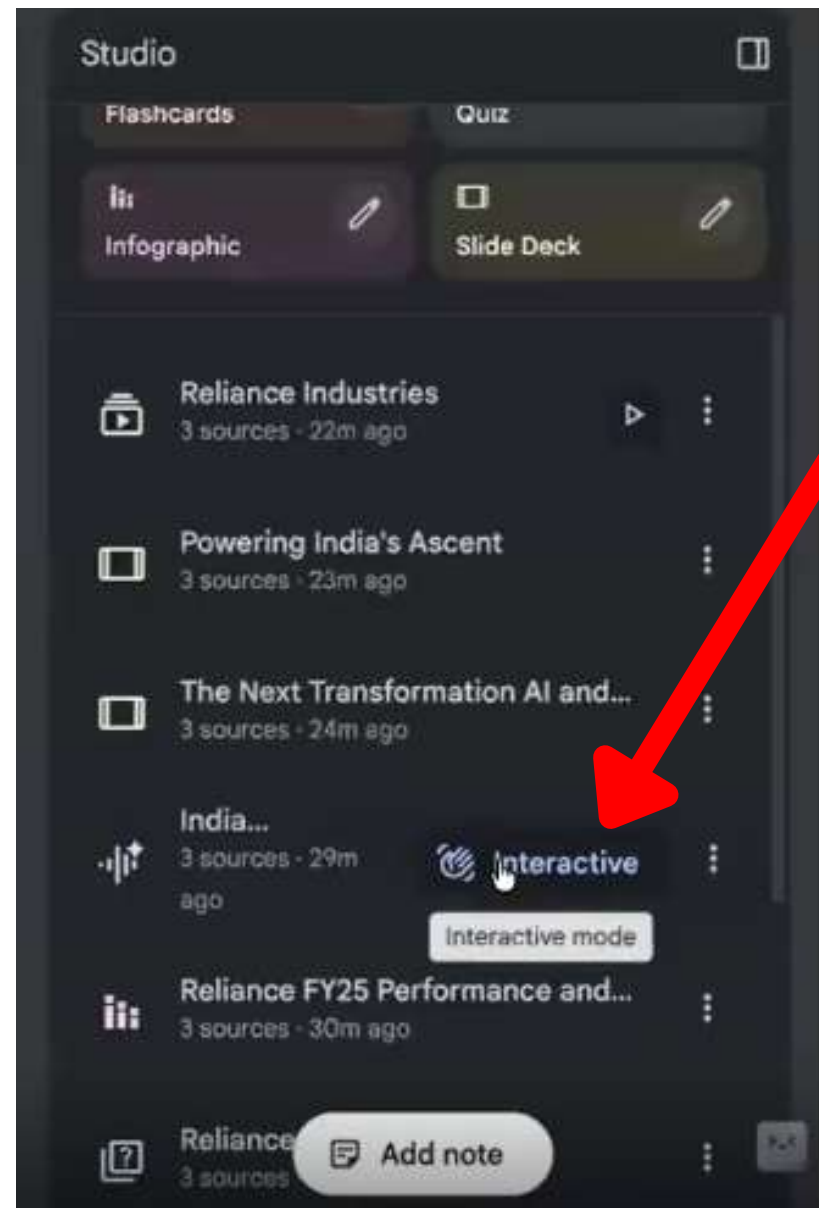 Studio
Flashcards
Quiz
Infographic
Slide Deck
Reliance Industries
3 sources · 22m ago
Powering India's Ascent
3 sources · 23m ago
The Next Transformation AI and...
3 sources · 24m ago
India...
3 sources · 29m
ago
Interactive
Interactive mode
Reliance FY25 Performance and...
3 sources · 30m ago
Reliance
3 sources
Add note